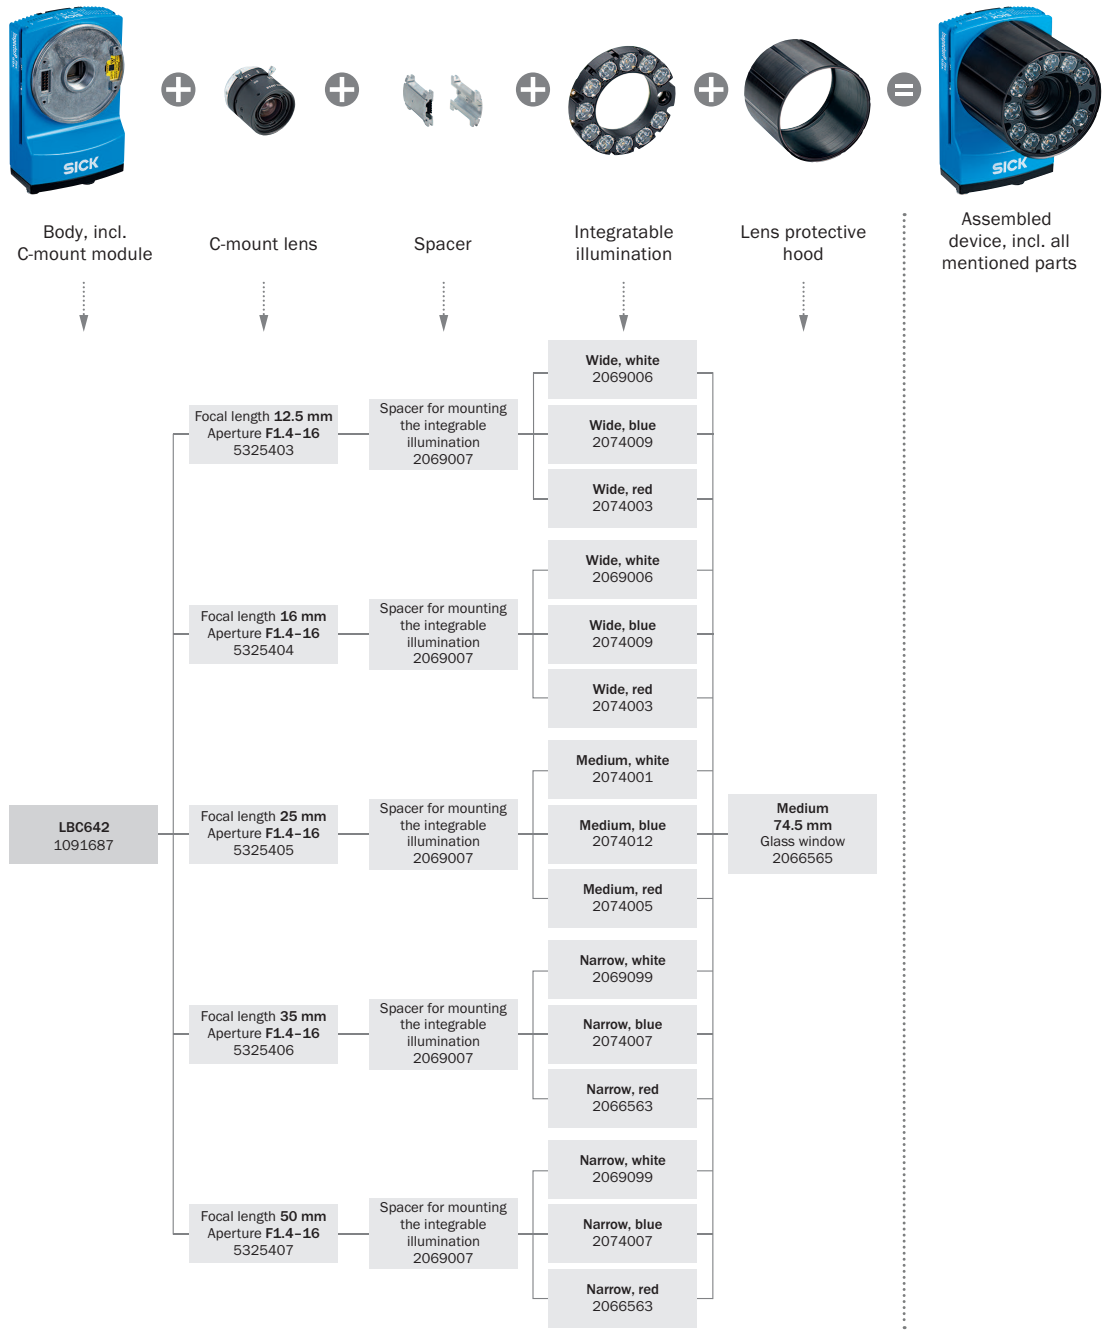 SICK
SICK
Body, incl.
C-mount module
C-mount lens
Spacer
Integratable
illumination
Lens protective
hood
Assembled
device, incl. all
mentioned parts
LBC642
1091687
Focal length 12.5 mm
Aperture F1.4–16
5325403
Spacer for mounting
the integrable
illumination
2069007
Wide, white
2069006
Wide, blue
2074009
Wide, red
2074003
Focal length 16 mm
Aperture F1.4–16
5325404
Spacer for mounting
the integrable
illumination
2069007
Wide, white
2069006
Wide, blue
2074009
Wide, red
2074003
Focal length 25 mm
Aperture F1.4–16
5325405
Spacer for mounting
the integrable
illumination
2069007
Medium, white
2074001
Medium, blue
2074012
Medium, red
2074005
Focal length 35 mm
Aperture F1.4–16
5325406
Spacer for mounting
the integrable
illumination
2069007
Narrow, white
2069099
Narrow, blue
2074007
Narrow, red
2066563
Focal length 50 mm
Aperture F1.4–16
5325407
Spacer for mounting
the integrable
illumination
2069007
Narrow, white
2069099
Narrow, blue
2074007
Narrow, red
2066563
Medium
74.5 mm
Glass window
2066565